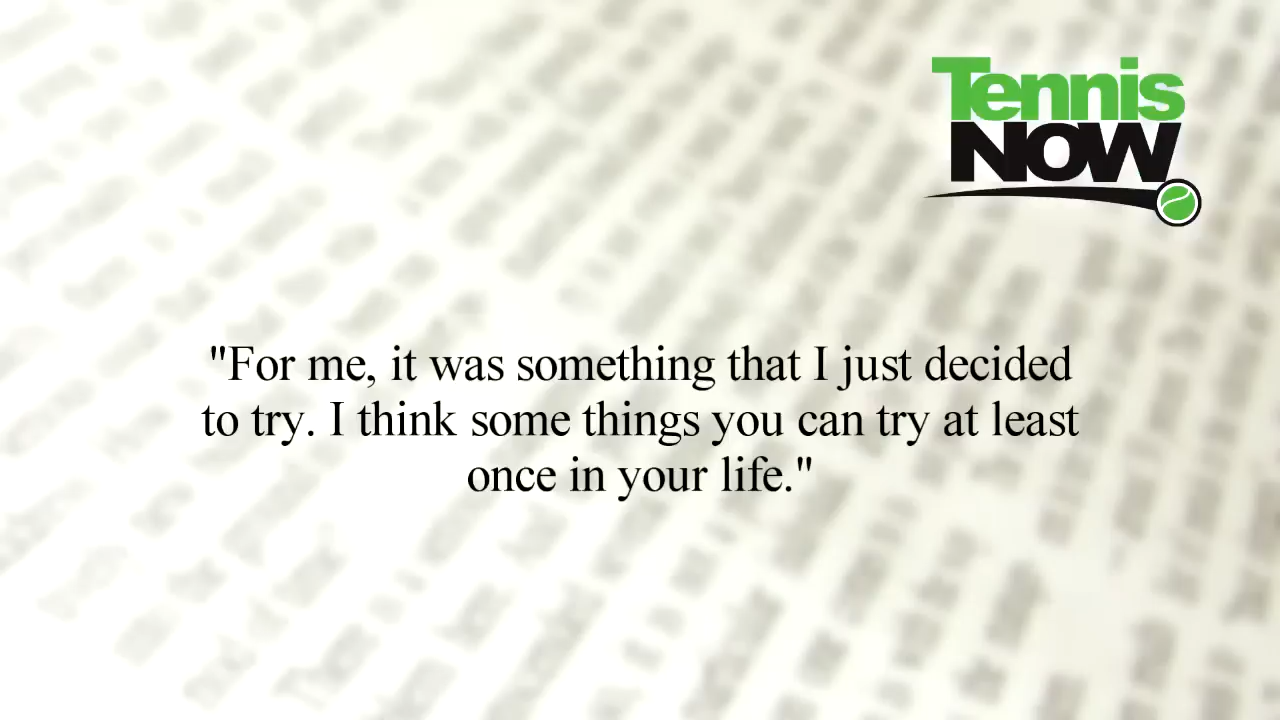 Tennis
NOW
"For me, it was something that I just decided
to try. I think some things you can try at least
once in your life."